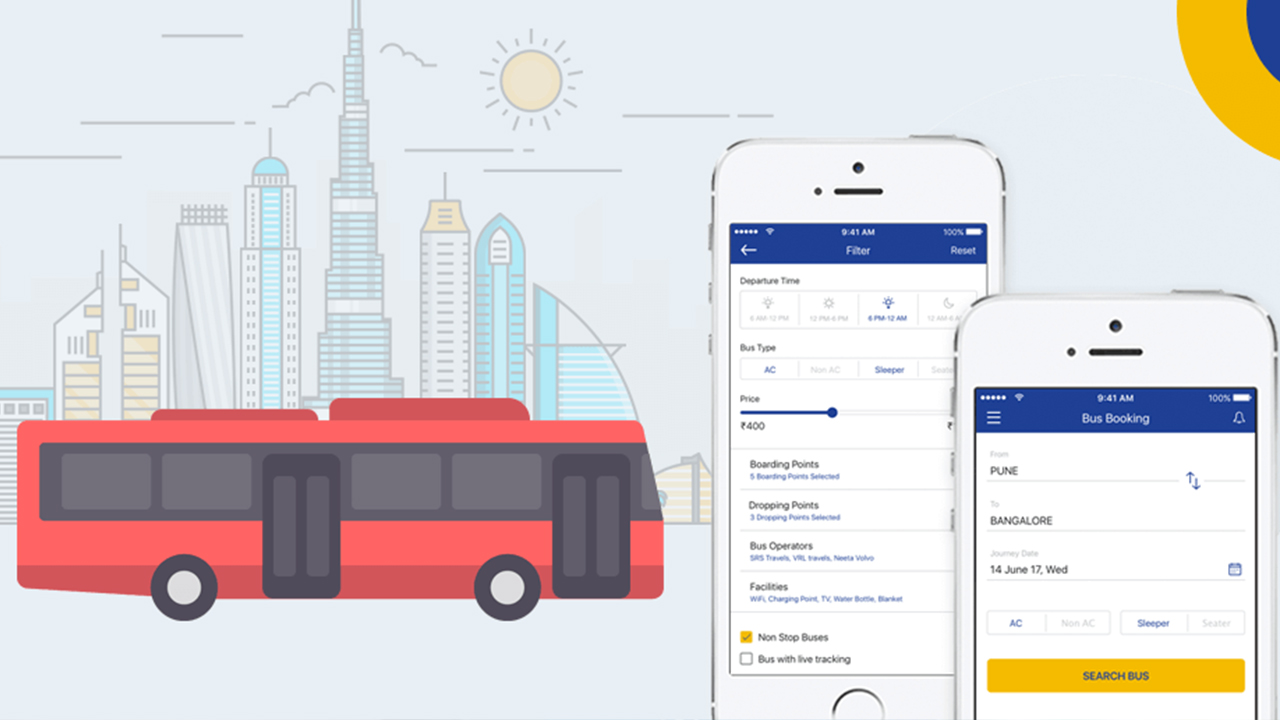 9:41 AM
100%
Filter
Reset
Departure Time
6 AM-12 PM
12 PM-6 PM
6 PM-12 AM
12 AM-6
Bus Type
AC
Non AC
Sleeper
Price
₹400
₹
Boarding Points
5 Boarding Points Selected
Dropping Points
3 Dropping Points Selected
Bus Operators
SRS Travels, VRL travels, Neeta Volvo
Facilities
WiFi, Charging Point, TV, Water Bottle, Blanket
Non Stop Buses
Bus with live tracking
9:41 AM
100%
Bus Booking
From
PUNE
To
BANGALORE
Journey Date
14 June 17, Wed
AC
Non AC
Sleeper
Seater
SEARCH BUS